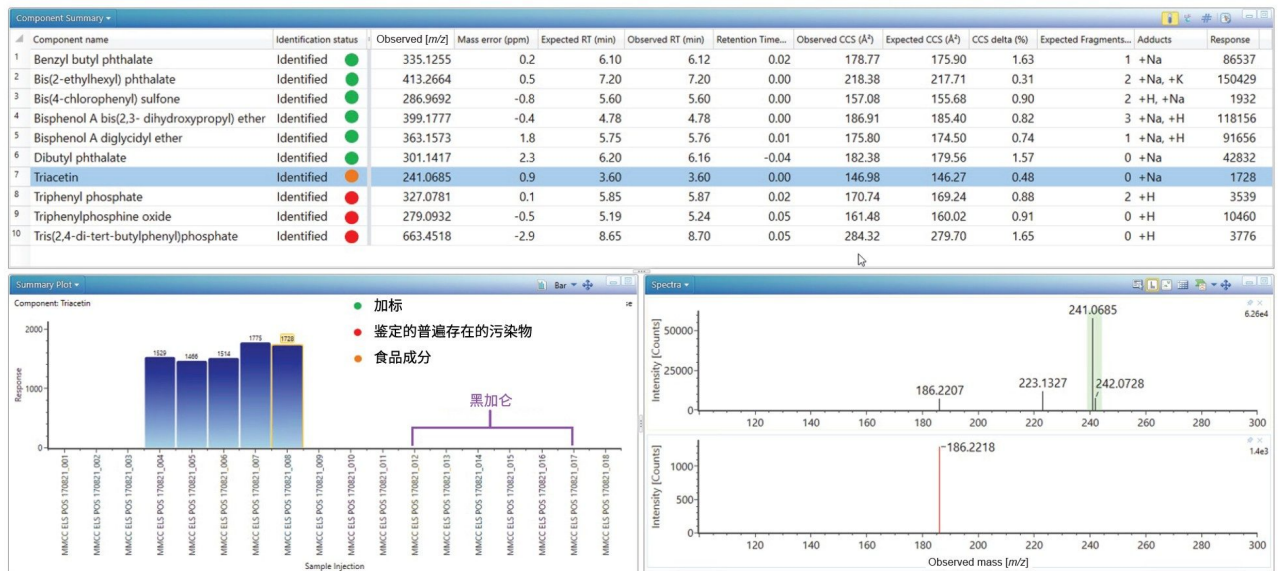 Component Summary
Component name Identification status Observed [m/z] Mass error (ppm) Expected RT (min) Observed RT (min) Retention Time... Observed CCS (Å²) Expected CCS (Å²) CCS delta (%) Expected Fragments... Adducts Response
1 Benzyl butyl phthalate Identified 335.1255 0.2 6.10 6.12 0.02 178.77 175.90 1.63 1 +Na 86537
2 Bis(2-ethylhexyl) phthalate Identified 413.2664 0.5 7.20 7.20 0.00 218.38 217.71 0.31 2 +Na, +K 150429
3 Bis(4-chlorophenyl) sulfone Identified 286.9692 -0.8 5.60 5.60 0.00 157.08 155.68 0.90 2 +H, +Na 1932
4 Bisphenol A bis(2,3- dihydroxypropyl) ether Identified 399.1777 -0.4 4.78 4.78 0.00 186.91 185.40 0.82 3 +Na, +H 118156
5 Bisphenol A diglycidyl ether Identified 363.1573 1.8 5.75 5.76 0.01 175.80 174.50 0.74 1 +Na, +H 91656
6 Dibutyl phthalate Identified 301.1417 2.3 6.20 6.16 -0.04 182.38 179.56 1.57 0 +Na 42832
7 Triacetin Identified 241.0685 0.9 3.60 3.60 0.00 146.98 146.27 0.48 0 +Na 1728
8 Triphenyl phosphate Identified 327.0781 0.1 5.85 5.87 0.02 170.74 169.24 0.88 2 +H 3539
9 Triphenylphosphine oxide Identified 279.0932 -0.5 5.19 5.24 0.05 161.48 160.02 0.91 0 +H 10460
10 Tris(2,4-di-tert-butylphenyl)phosphate Identified 663.4518 -2.9 8.65 8.70 0.05 284.32 279.70 1.65 0 +H 3776
Summary Plot
Bar
Component: Triacetin
加标
鉴定的普遍存在的污染物
食品成分
黑加仑
Response
2000
1000
0
1529 1466 1514 1775 1728
MMCC ELS POS 170821_001
MMCC ELS POS 170821_002
MMCC ELS POS 170821_003
MMCC ELS POS 170821_004
MMCC ELS POS 170821_005
MMCC ELS POS 170821_006
MMCC ELS POS 170821_007
MMCC ELS POS 170821_008
MMCC ELS POS 170821_009
MMCC ELS POS 170821_010
MMCC ELS POS 170821_011
MMCC ELS POS 170821_012
MMCC ELS POS 170821_013
MMCC ELS POS 170821_014
MMCC ELS POS 170821_015
MMCC ELS POS 170821_016
MMCC ELS POS 170821_017
MMCC ELS POS 170821_018
Sample Injection
Spectra
6.26e4
Intensity [Counts]
50000
25000
0
241.0685
186.2207
223.1327
242.0728
120 140 160 180 200 220 240 260 280 300
1.4e3
Intensity [Counts]
1000
500
0
186.2218
120 140 160 180 200 220 240 260 280 300
Observed mass [m/z]